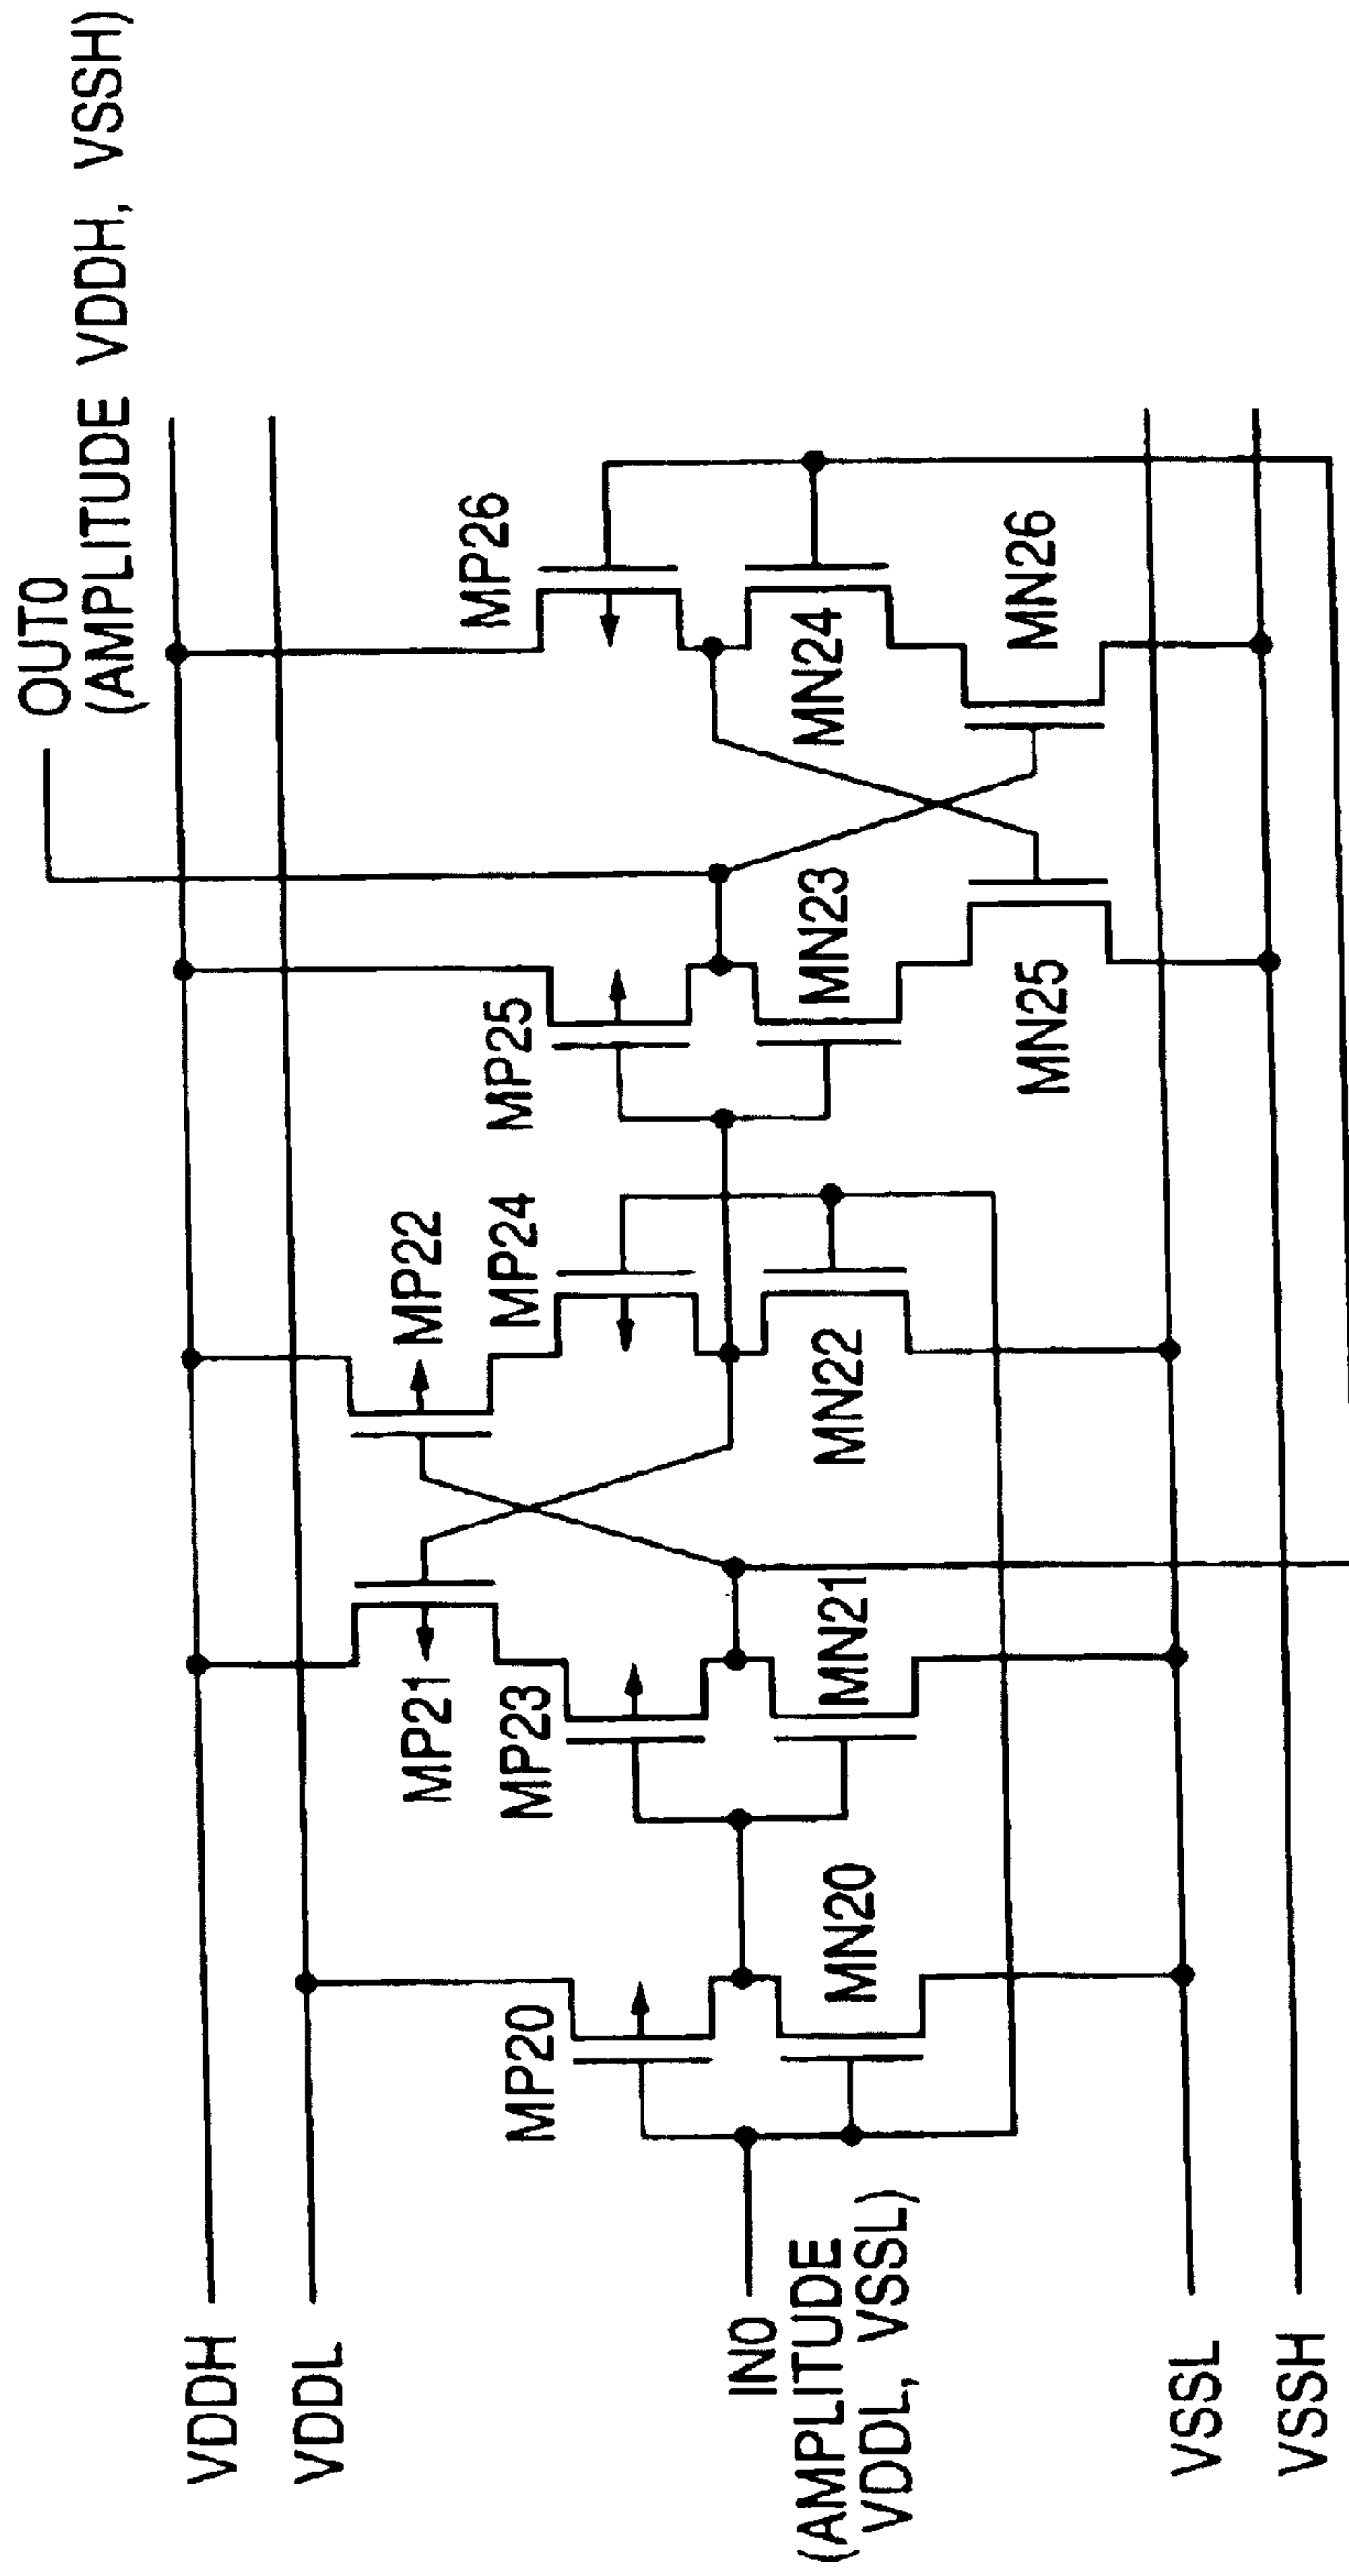 OUT0
(AMPLITUDE VDDH, VSSH)
VDDH
VDDL
MP22
MP21
MP20
MP23
MP24
MP25
MP26
IN0
(AMPLITUDE
VDDL, VSSL)
MN20
MN21
MN22
MN23
MN24
MN25
MN26
VSSL
VSSH